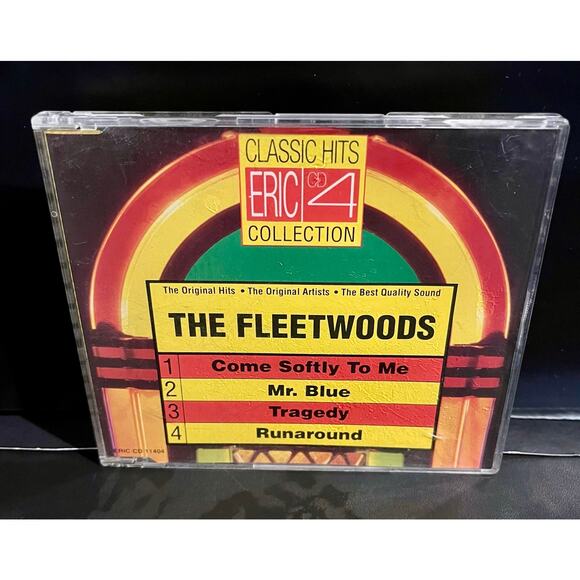 CLASSIC HITS
ERIC CD 4
COLLECTION
The Original Hits • The Original Artists • The Best Quality Sound
THE FLEETWOODS
1 Come Softly To Me
2 Mr. Blue
3 Tragedy
4 Runaround
ERIC CD 11404